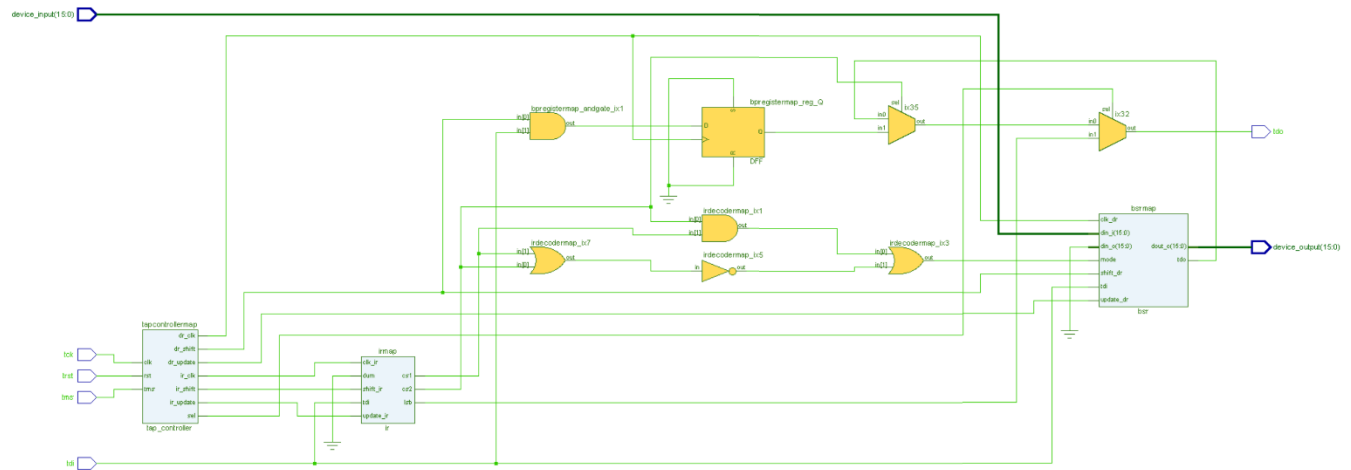 device_input(15:0)
bpregistermap_andgate_ix1
in[0]
in[1]
out
bpregistermap_reg_Q
D
Q
DFF
sel
ix35
in0
in1
out
sel
ix32
in0
in1
out
tdo
irdecodermap_ix1
in[0]
in[1]
out
irdecodermap_ix7
in[1]
in[0]
out
irdecodermap_ix5
in
out
irdecodermap_ix3
in[0]
in[1]
out
bsrmap
clk_dr
din_i(15:0)
din_o(15:0)
mode
shift_dr
tdi
update_dr
dout_o(15:0)
tdo
bsr
device_output(15:0)
tapcontrollermap
tck
trst
tms
clk
rst
tms
dr_clk
dr_shift
dr_update
ir_clk
ir_shift
ir_update
sel
tap_controller
irmap
clk_ir
dum
shift_ir
tdi
update_ir
lsb
ir
tdi